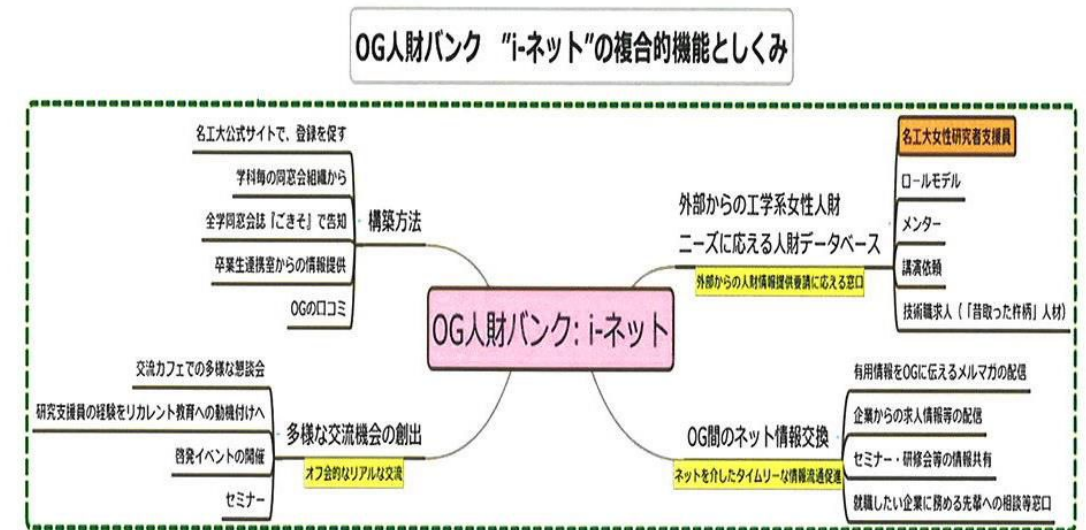 OG人財バンク ”i-ネット”の複合的機能としくみ
名工大公式サイトで、登録を促す
学科毎の同窓会組織から
全学同窓会誌『ごきそ』で告知
卒業生連携室からの情報提供
OGの口コミ
構築方法
交流カフェでの多様な懇談会
研究支援員の経験をリカレント教育への動機付けへ
啓発イベントの開催
セミナー
多様な交流機会の創出
オフ会的なリアルな交流
OG人財バンク: i-ネット
外部からの工学系女性人財
ニーズに応える人財データベース
外部からの人財情報提供要請に応える窓口
名工大女性研究者支援員
ロールモデル
メンター
講演依頼
技術職求人（「昔取った杵柄」人材）
OG間のネット情報交換
ネットを介したタイムリーな情報流通促進
有用情報をOGに伝えるメルマガの配信
企業からの求人情報等の配信
セミナー・研修会等の情報共有
就職したい企業に務める先輩への相談等窓口